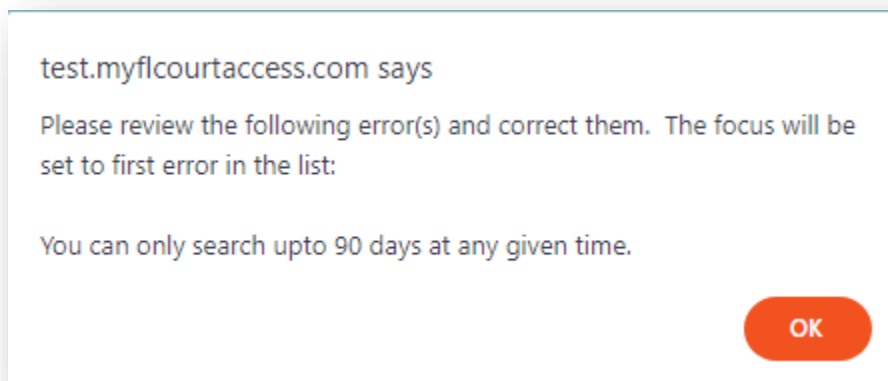 test.myflcourtaccess.com says
Please review the following error(s) and correct them.  The focus will be
set to first error in the list:
You can only search upto 90 days at any given time.
OK